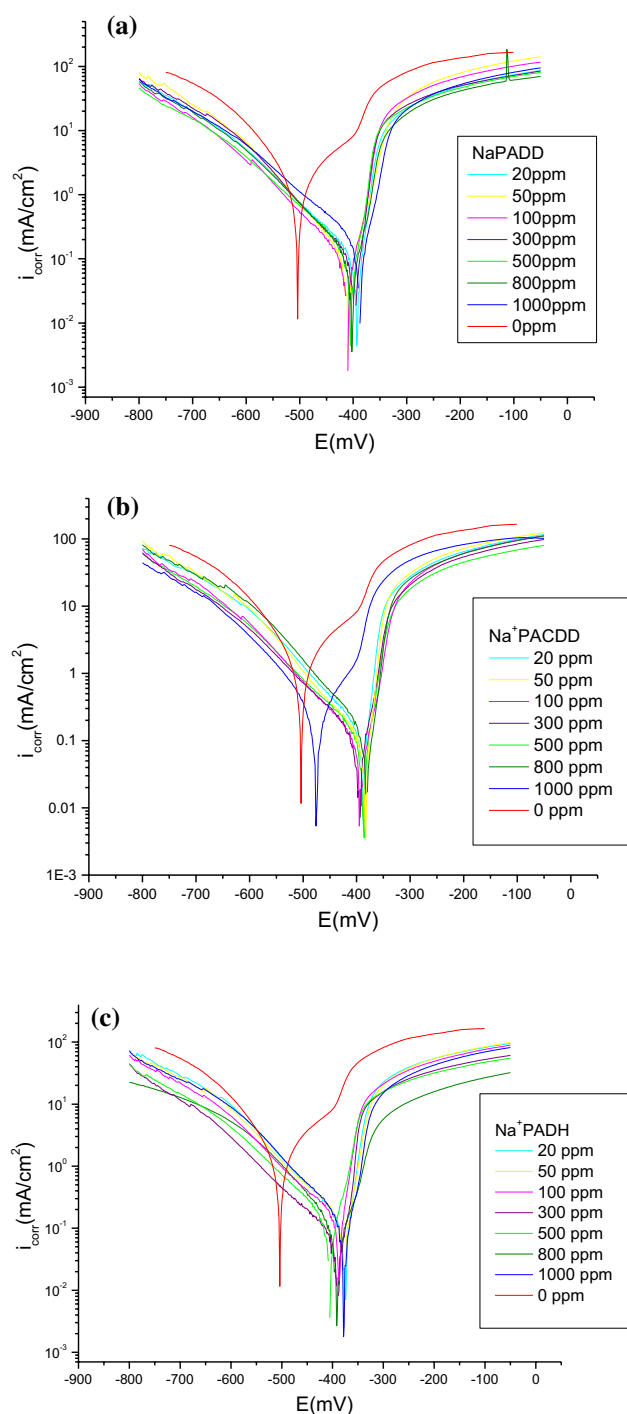 (a)
10²
10¹
10⁰
10⁻¹
10⁻²
10⁻³
i_corr(mA/cm²)
-900 -800 -700 -600 -500 -400 -300 -200 -100 0
E(mV)
NaPADD
20ppm
50ppm
100ppm
300ppm
500ppm
800ppm
1000ppm
0ppm
(b)
100
10
1
0.1
0.01
1E-3
i_corr(mA/cm²)
-900 -800 -700 -600 -500 -400 -300 -200 -100 0
E(mV)
Na⁺PACDD
20 ppm
50 ppm
100 ppm
300 ppm
500 ppm
800 ppm
1000 ppm
0 ppm
(c)
10²
10¹
10⁰
10⁻¹
10⁻²
10⁻³
i_corr(mA/cm²)
-800 -700 -600 -500 -400 -300 -200 -100 0
E(mV)
Na⁺PADH
20 ppm
50 ppm
100 ppm
300 ppm
500 ppm
800 ppm
1000 ppm
0 ppm